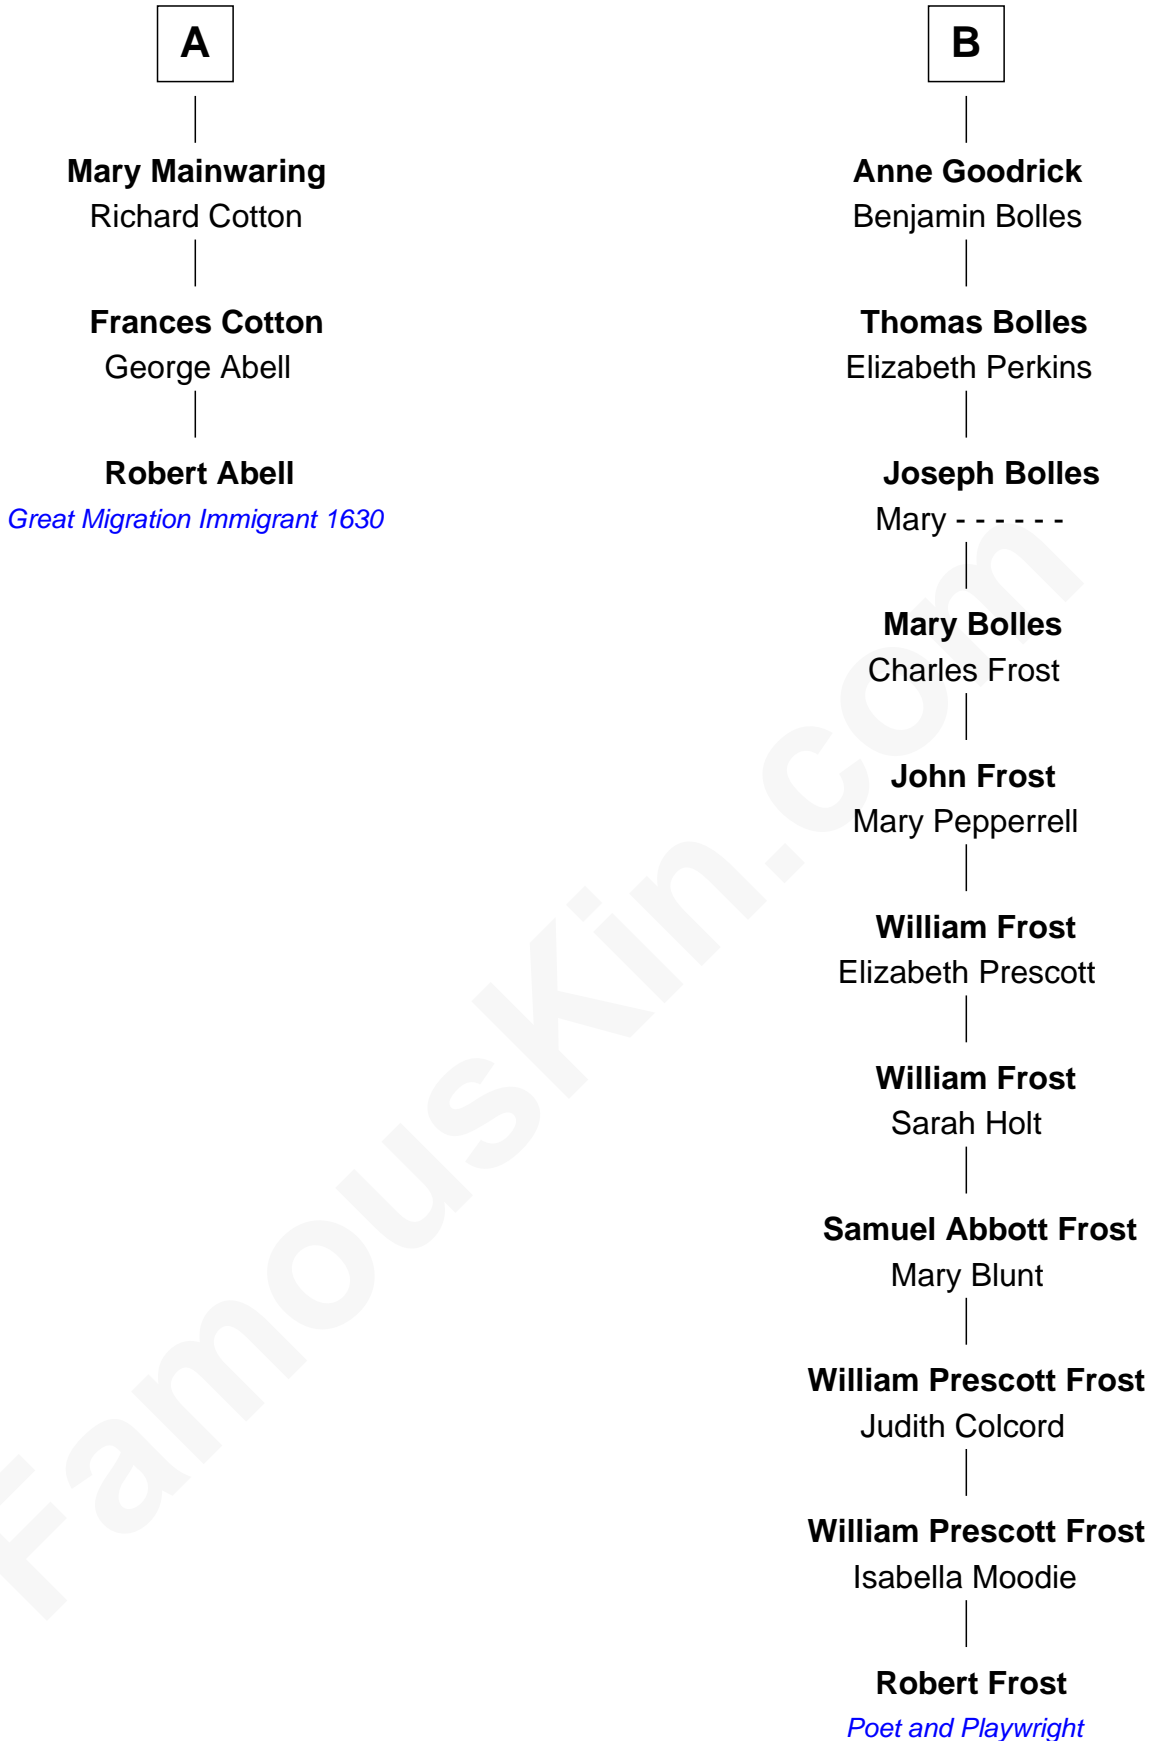 A
Mary Mainwaring
Richard Cotton
Frances Cotton
George Abell
Robert Abell
Great Migration Immigrant 1630
B
Anne Goodrick
Benjamin Bolles
Thomas Bolles
Elizabeth Perkins
Joseph Bolles
Mary - - - - - -
Mary Bolles
Charles Frost
John Frost
Mary Pepperrell
William Frost
Elizabeth Prescott
William Frost
Sarah Holt
Samuel Abbott Frost
Mary Blunt
William Prescott Frost
Judith Colcord
William Prescott Frost
Isabella Moodie
Robert Frost
Poet and Playwright
FamousKin.com